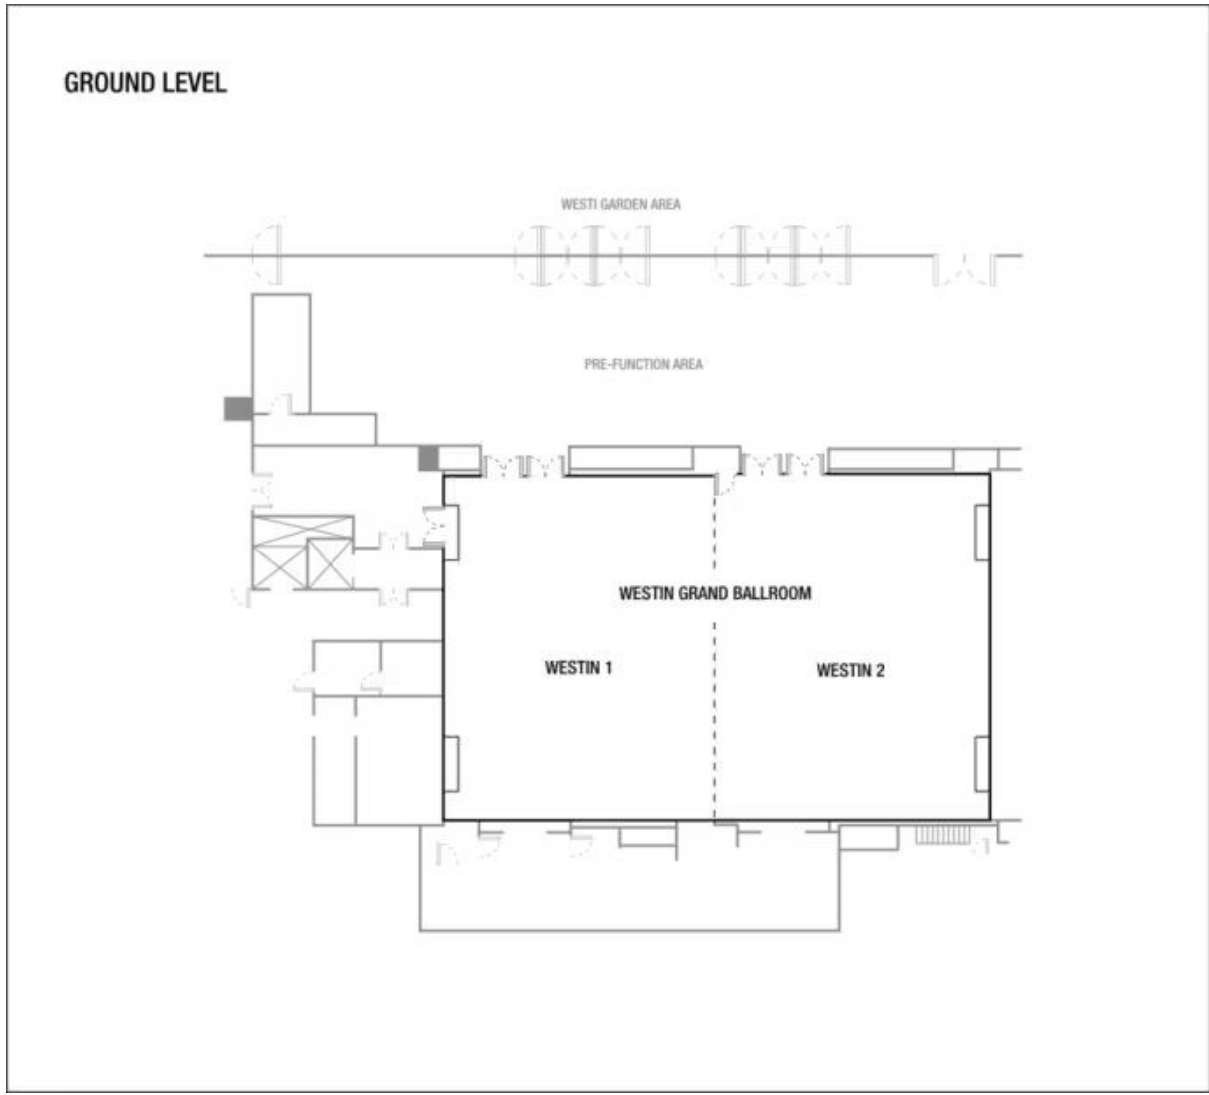 GROUND LEVEL
WESTI GARDEN AREA
PRE-FUNCTION AREA
WESTIN GRAND BALLROOM
WESTIN 1
WESTIN 2